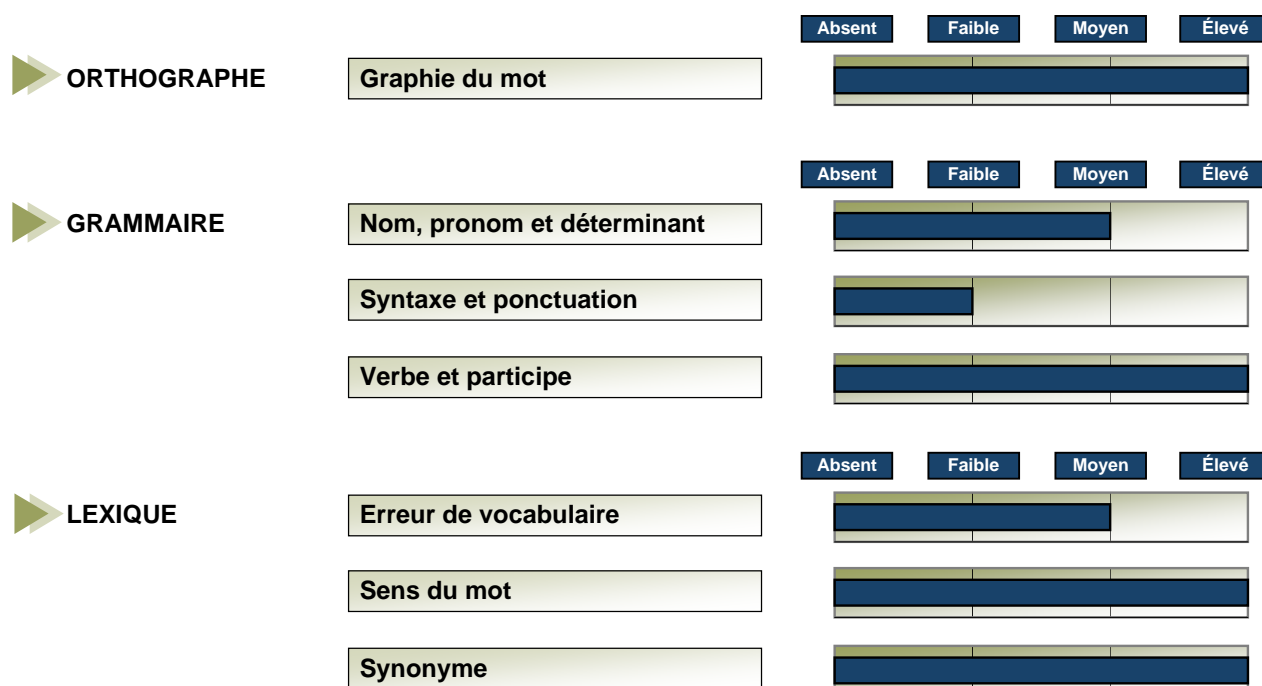 Absent Faible Moyen Élevé
ORTHOGRAPHE Graphie du mot
Absent Faible Moyen Élevé
GRAMMAIRE Nom, pronom et déterminant
Syntaxe et ponctuation
Verbe et participe
Absent Faible Moyen Élevé
LEXIQUE Erreur de vocabulaire
Sens du mot
Synonyme